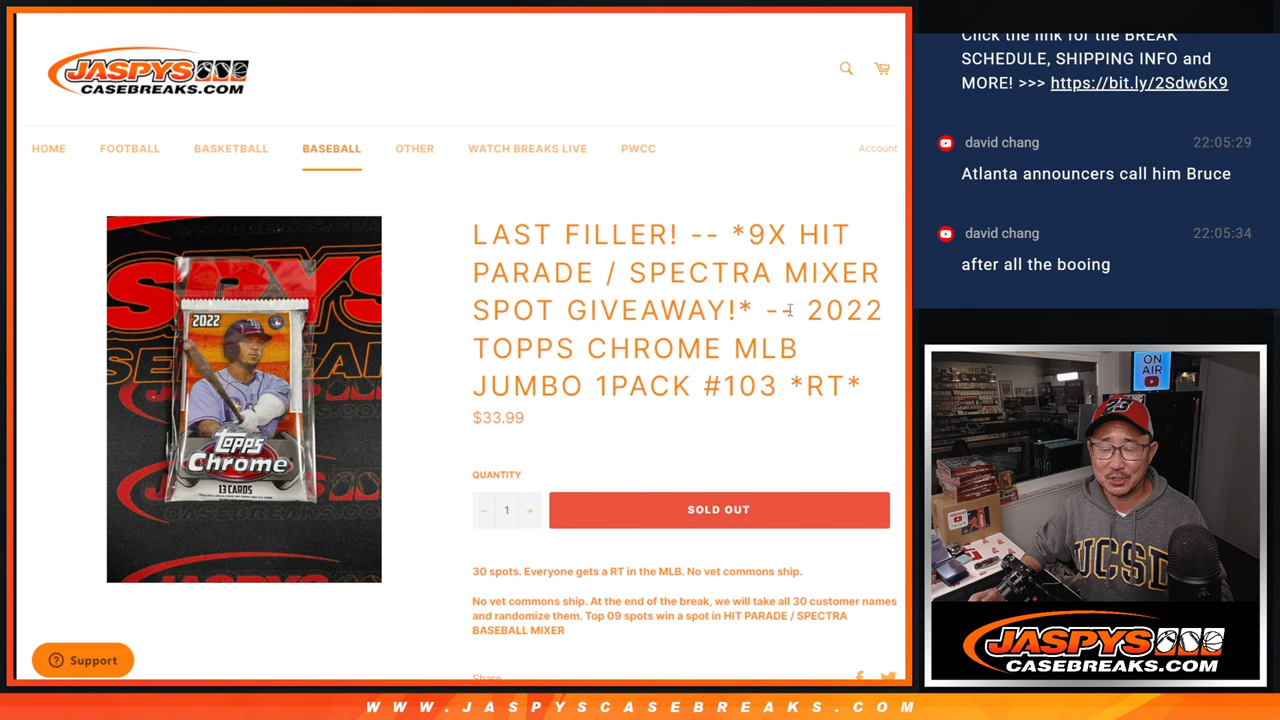 JASPYS
CASEBREAKS.COM
HOME
FOOTBALL
BASKETBALL
BASEBALL
OTHER
WATCH BREAKS LIVE
PWCC
Account
2022
topps
Chrome
13 CARDS
LAST FILLER! -- *9X HIT
PARADE / SPECTRA MIXER
SPOT GIVEAWAY!* -- 2022
TOPPS CHROME MLB
JUMBO 1PACK #103 *RT*
$33.99
QUANTITY
− 1 +
SOLD OUT
30 spots. Everyone gets a RT in the MLB. No vet commons ship.
No vet commons ship. At the end of the break, we will take all 30 customer names
and randomize them. Top 09 spots win a spot in HIT PARADE / SPECTRA
BASEBALL MIXER
Share
Support
Click the link for the BREAK
SCHEDULE, SHIPPING INFO and
MORE! >>> https://bit.ly/2Sdw6K9
david chang 22:05:29
Atlanta announcers call him Bruce
david chang 22:05:34
after all the booing
ON
AIR
UCSD
JASPYS
CASEBREAKS.COM
WWW.JASPYSCASEBREAKS.COM